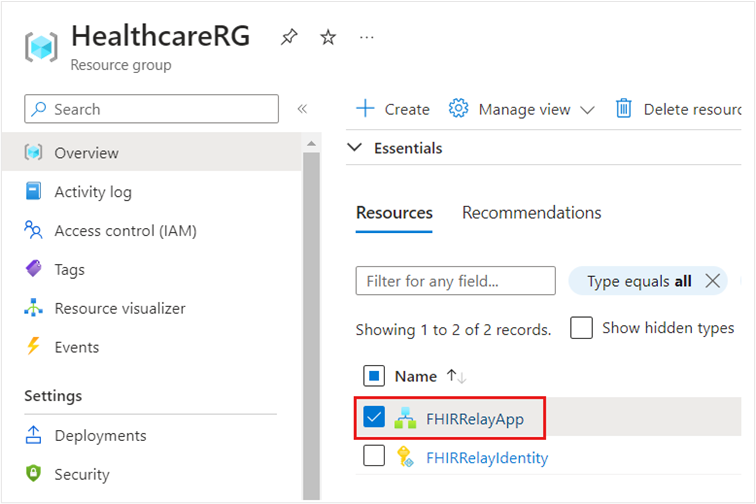 HealthcareRG
Resource group
Search
Overview
Activity log
Access control (IAM)
Tags
Resource visualizer
Events
Settings
Deployments
Security
Create
Manage view
Delete resourc
Essentials
Resources
Recommendations
Filter for any field...
Type equals all
Showing 1 to 2 of 2 records.
Show hidden types
Name
FHIRRelayApp
FHIRRelayIdentity